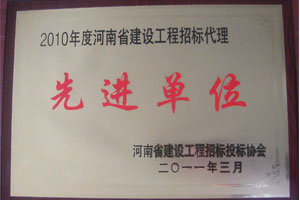 2010年度河南省建设工程招标代理
先进单位
河南省建设工程招标投标协会
二〇一一年三月